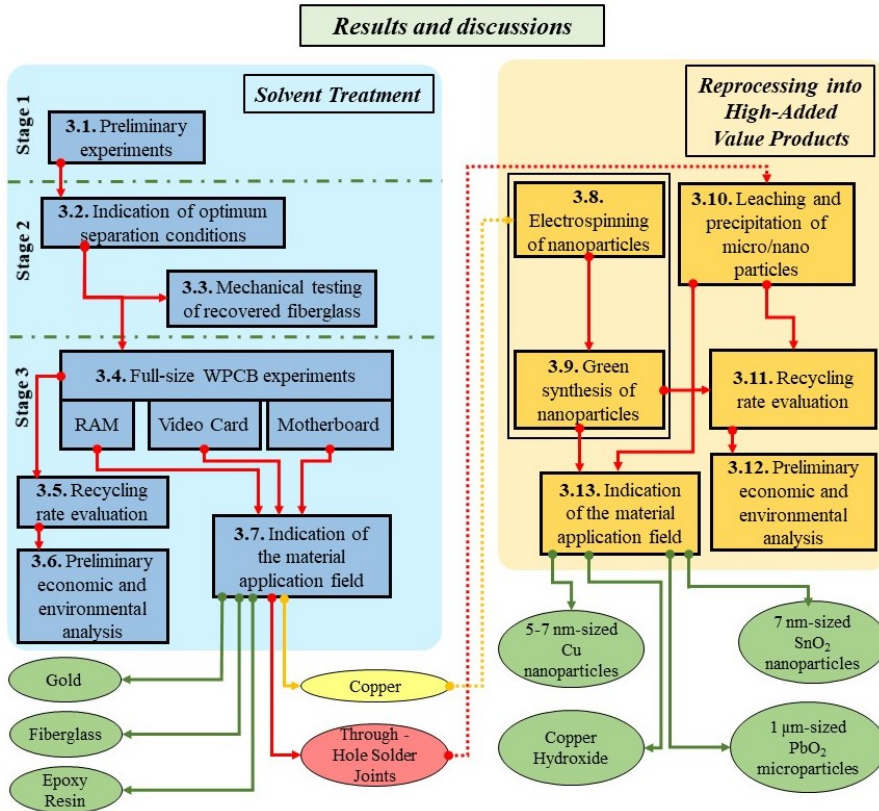 Results and discussions
Solvent Treatment
Stage 1
3.1. Preliminary
experiments
Stage 2
3.2. Indication of optimum
separation conditions
3.3. Mechanical testing
of recovered fiberglass
Stage 3
3.4. Full-size WPCB experiments
RAM
Video Card
Motherboard
3.5. Recycling
rate evaluation
3.6. Preliminary
economic and
environmental
analysis
3.7. Indication of
the material
application field
Gold
Fiberglass
Epoxy
Resin
Copper
Through -
Hole Solder
Joints
Reprocessing into
High-Added
Value Products
3.8.
Electrospinning
of nanoparticles
3.10. Leaching and
precipitation of
micro/nano
particles
3.9. Green
synthesis of
nanoparticles
3.11. Recycling
rate evaluation
3.13. Indication
of the material
application field
3.12. Preliminary
economic and
environmental
analysis
5-7 nm-sized
Cu
nanoparticles
7 nm-sized
SnO₂
nanoparticles
Copper
Hydroxide
1 µm-sized
PbO₂
microparticles